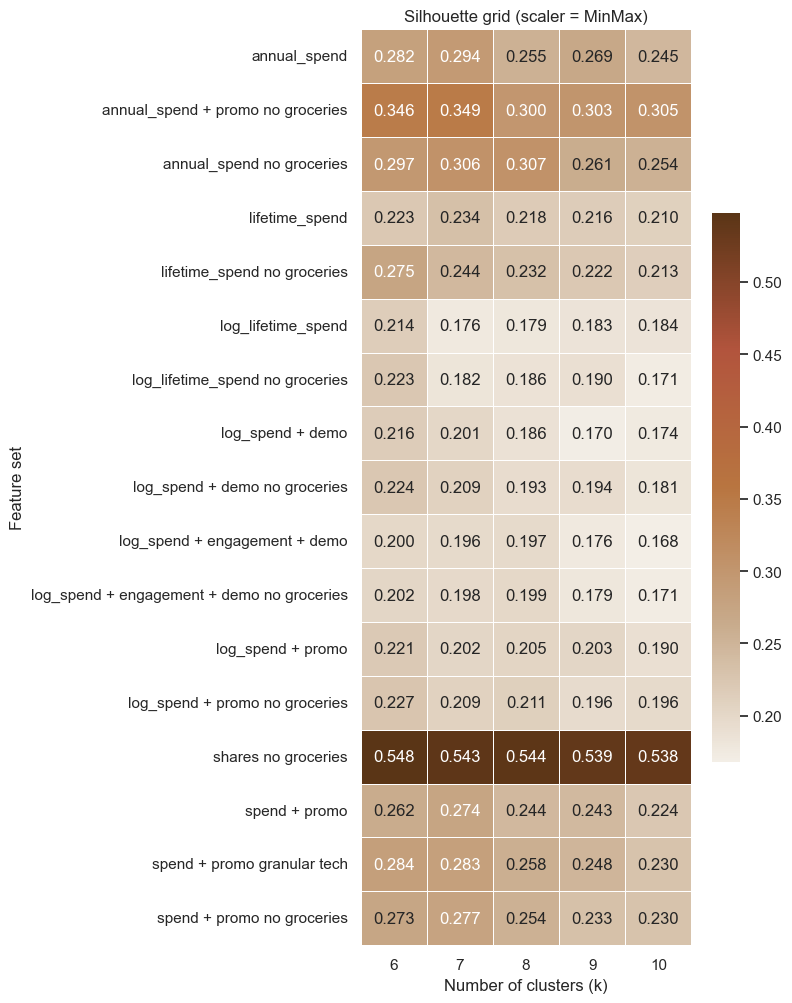 Silhouette grid (scaler = MinMax)
annual_spend 0.282 0.294 0.255 0.269 0.245
annual_spend + promo no groceries 0.346 0.349 0.300 0.303 0.305
annual_spend no groceries 0.297 0.306 0.307 0.261 0.254
lifetime_spend 0.223 0.234 0.218 0.216 0.210
lifetime_spend no groceries 0.275 0.244 0.232 0.222 0.213
log_lifetime_spend 0.214 0.176 0.179 0.183 0.184
log_lifetime_spend no groceries 0.223 0.182 0.186 0.190 0.171
log_spend + demo 0.216 0.201 0.186 0.170 0.174
log_spend + demo no groceries 0.224 0.209 0.193 0.194 0.181
log_spend + engagement + demo 0.200 0.196 0.197 0.176 0.168
log_spend + engagement + demo no groceries 0.202 0.198 0.199 0.179 0.171
log_spend + promo 0.221 0.202 0.205 0.203 0.190
log_spend + promo no groceries 0.227 0.209 0.211 0.196 0.196
shares no groceries 0.548 0.543 0.544 0.539 0.538
spend + promo 0.262 0.274 0.244 0.243 0.224
spend + promo granular tech 0.284 0.283 0.258 0.248 0.230
spend + promo no groceries 0.273 0.277 0.254 0.233 0.230
6 7 8 9 10
Number of clusters (k)
Feature set
0.50
0.45
0.40
0.35
0.30
0.25
0.20